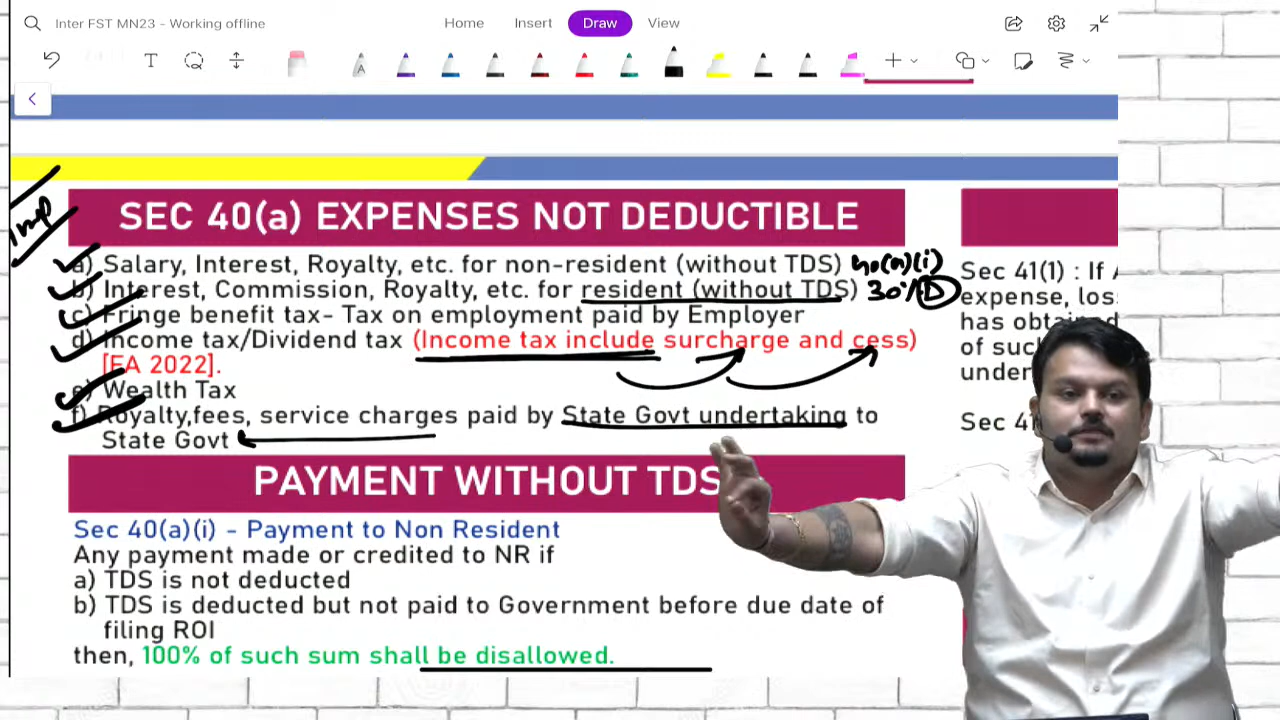 Inter FST MN23 - Working offline
Home Insert Draw View
SEC 40(a) EXPENSES NOT DEDUCTIBLE
Imp
a) Salary, Interest, Royalty, etc. for non-resident (without TDS) 40(a)(i)
b) Interest, Commission, Royalty, etc. for resident (without TDS) 30% D
c) Fringe benefit tax- Tax on employment paid by Employer
d) Income tax/Dividend tax (Income tax include surcharge and cess)
[FA 2022].
e) Wealth Tax
f) Royalty,fees, service charges paid by State Govt undertaking to
State Govt
PAYMENT WITHOUT TDS
Sec 40(a)(i) - Payment to Non Resident
Any payment made or credited to NR if
a) TDS is not deducted
b) TDS is deducted but not paid to Government before due date of
filing ROI
then, 100% of such sum shall be disallowed.
Sec 41(1) : If
expense, los
has obtained
of suc
under
Sec 41